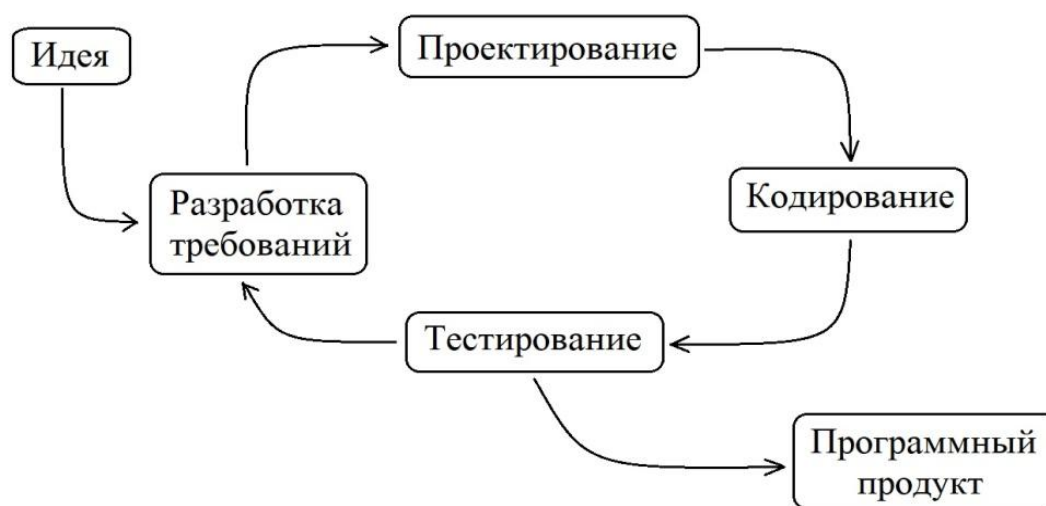 Идея
Проектирование
Разработка
требований
Кодирование
Тестирование
Программный
продукт